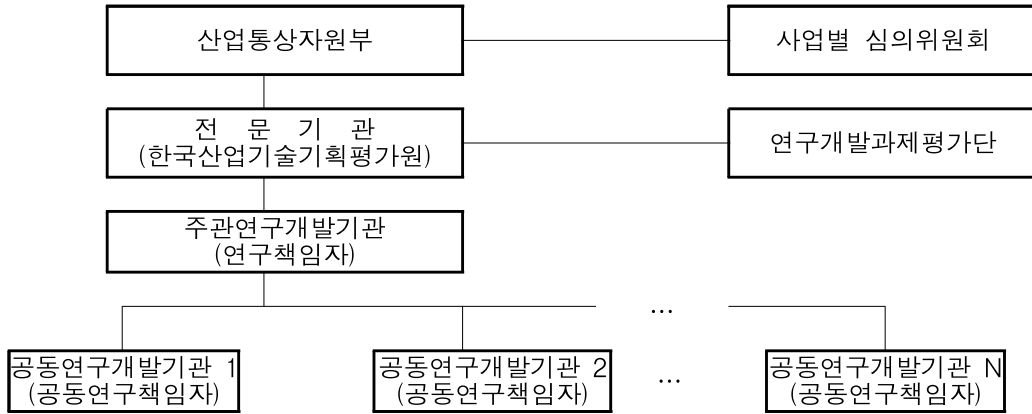 산업통상자원부
사업별 심의위원회
전 문 기 관
(한국산업기술기획평가원)
연구개발과제평가단
주관연구개발기관
(연구책임자)
...
공동연구개발기관 1
(공동연구책임자)
공동연구개발기관 2
(공동연구책임자)
...
공동연구개발기관 N
(공동연구책임자)